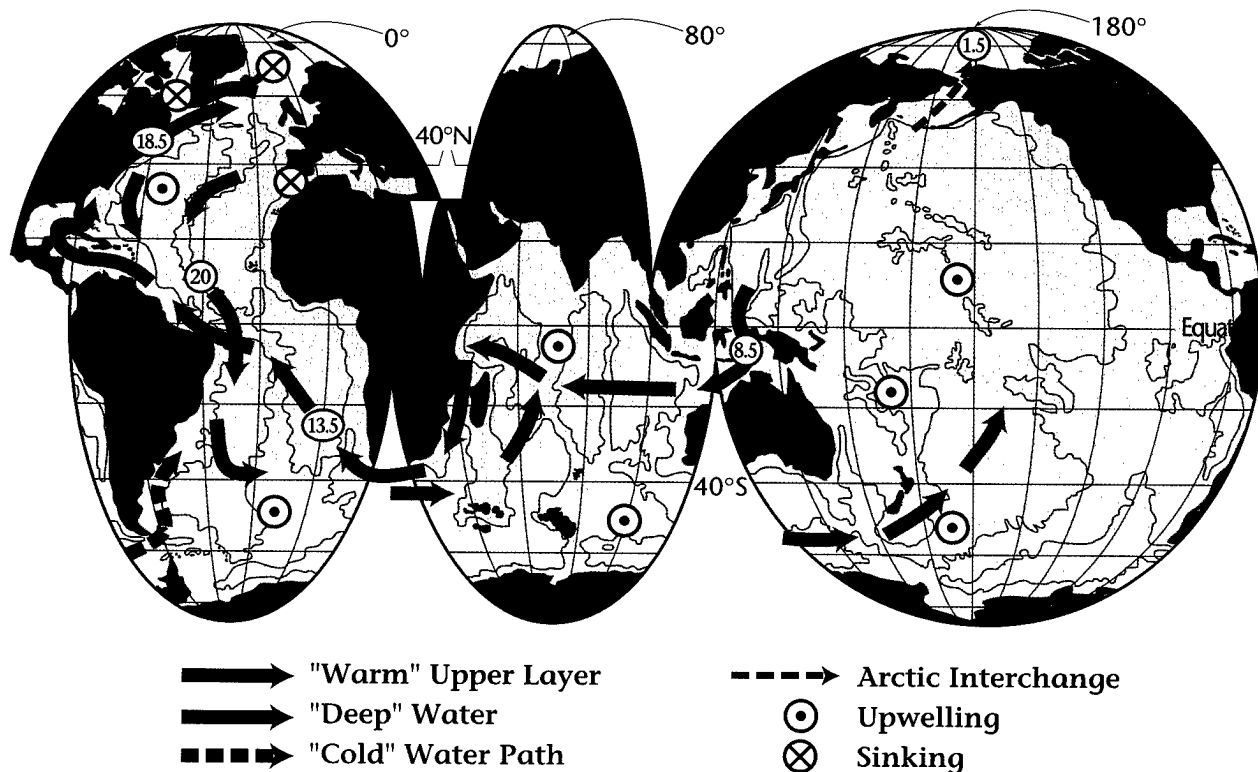 0°
80°
180°
1.5
18.5
40°N
20
Equat
8.5
13.5
40°S
"Warm" Upper Layer
"Deep" Water
"Cold" Water Path
Arctic Interchange
Upwelling
Sinking